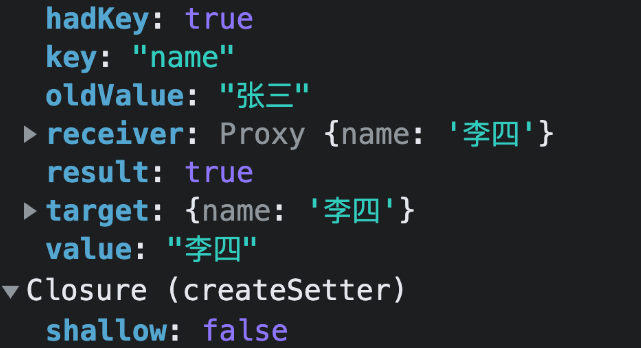 hadKey: true
key: "name"
oldValue: "张三"
receiver: Proxy {name: '李四'}
result: true
target: {name: '李四'}
value: "李四"
Closure (createSetter)
shallow: false